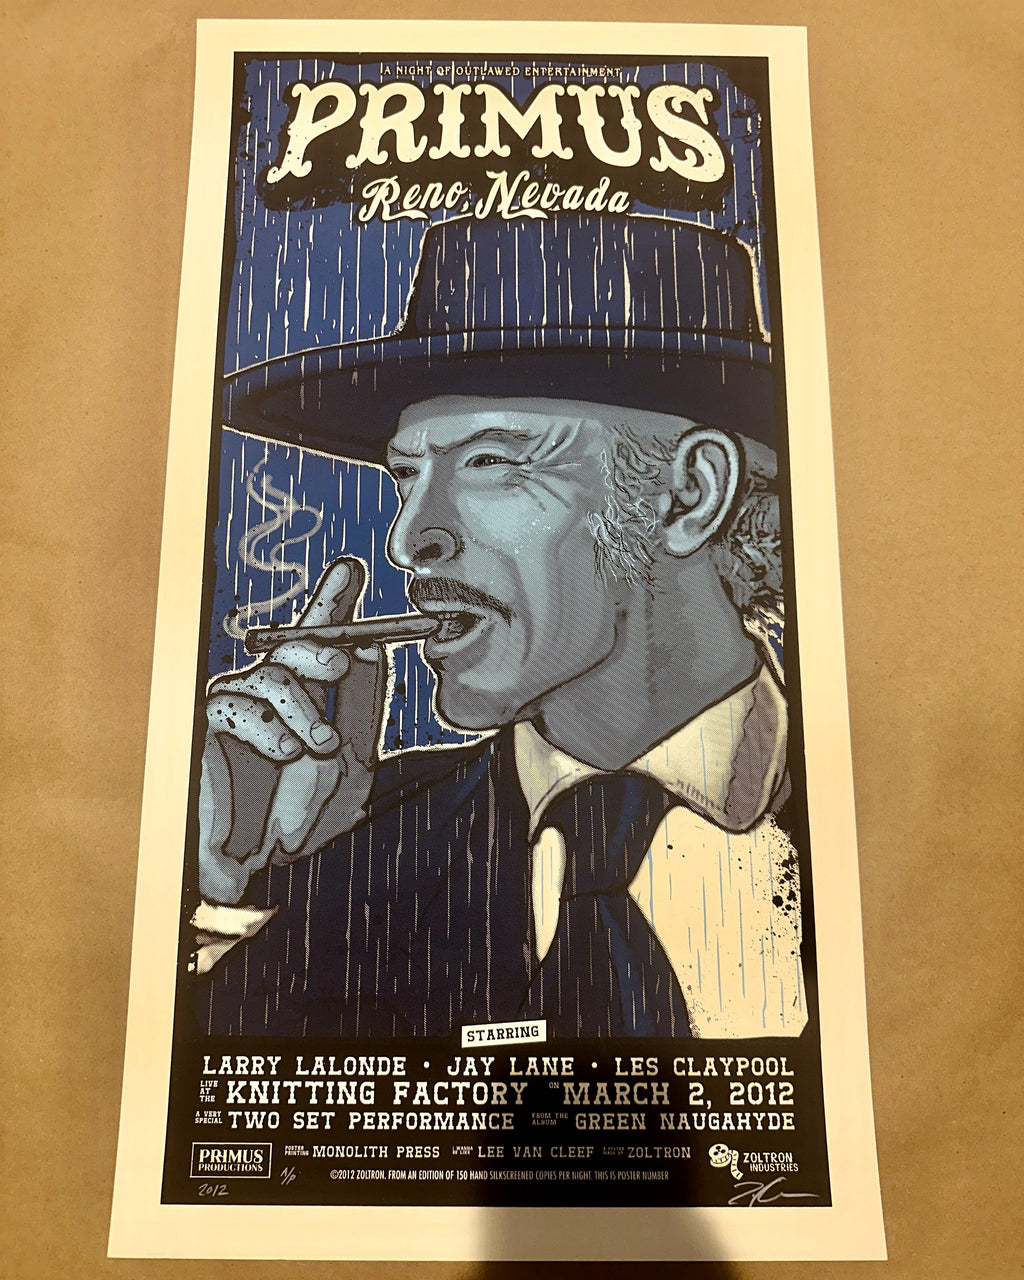 A NIGHT OF OUTLAWED ENTERTAINMENT
PRIMUS
Reno, Nevada
STARRING
LARRY LALONDE • JAY LANE • LES CLAYPOOL
LIVE AT THE KNITTING FACTORY ON MARCH 2, 2012
A VERY SPECIAL TWO SET PERFORMANCE FROM THE ALBUM GREEN NAUGAHYDE
PRIMUS PRODUCTIONS POSTER PRINTING MONOLITH PRESS I WANNA BE LIKE LEE VAN CLEEF ZOLTRON ZOLTRON INDUSTRIES
©2012 ZOLTRON. FROM AN EDITION OF 150 HAND SILKSCREENED COPIES PER NIGHT. THIS IS POSTER NUMBER
2012 A/P